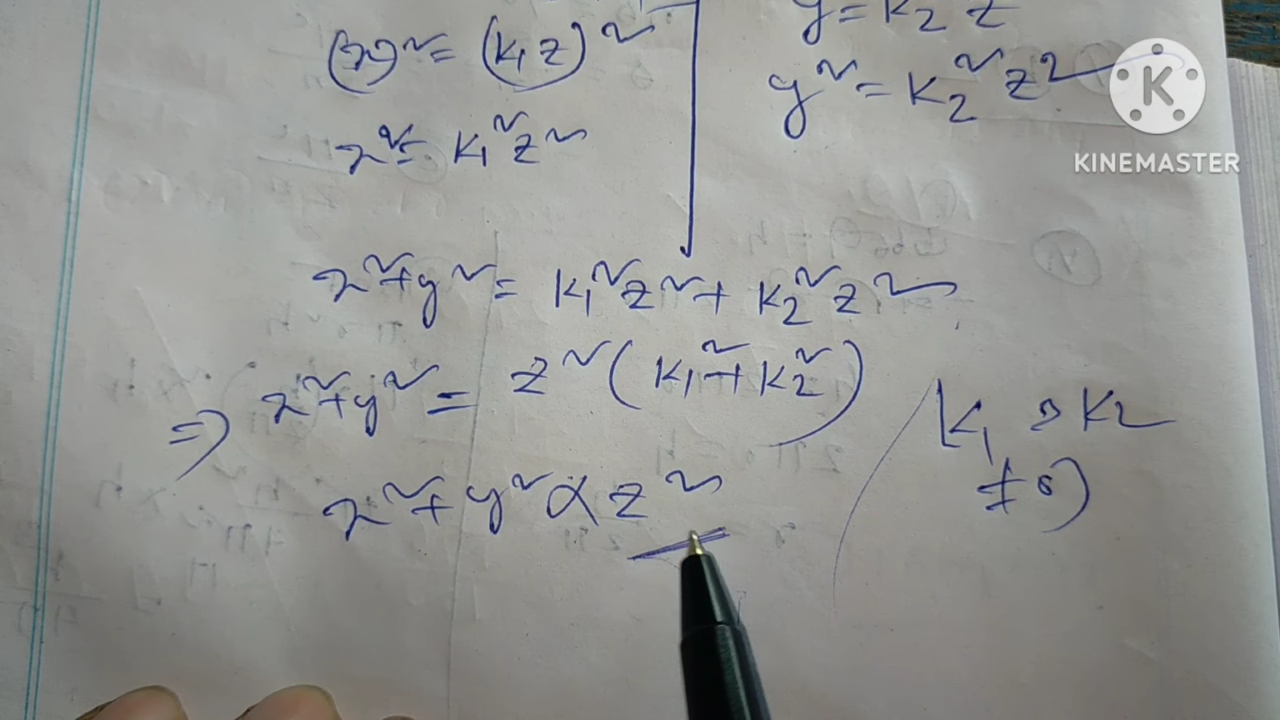 (x)² = (k₁z)²
x² = k₁²z²
y = k₂z
y² = k₂²z²
KINEMASTER
x²+y² = k₁²z²+ k₂²z²
⇒ x²+y² = z²(k₁²+k₂²)
[k₁, k₂
≠0)
x²+y² ∝ z²